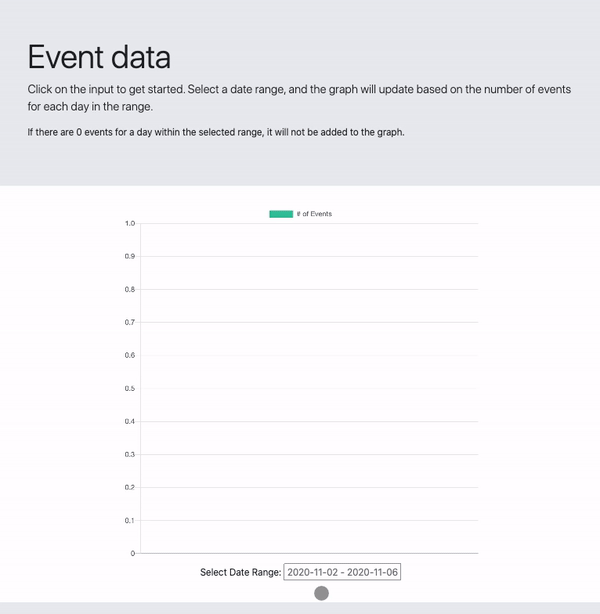 Event data
Click on the input to get started. Select a date range, and the graph will update based on the number of events
for each day in the range.
If there are 0 events for a day within the selected range, it will not be added to the graph.
# of Events
1.0
0.9
0.8
0.7
0.6
0.5
0.4
0.3
0.2
0.1
0
Select Date Range: 2020-11-02 - 2020-11-06